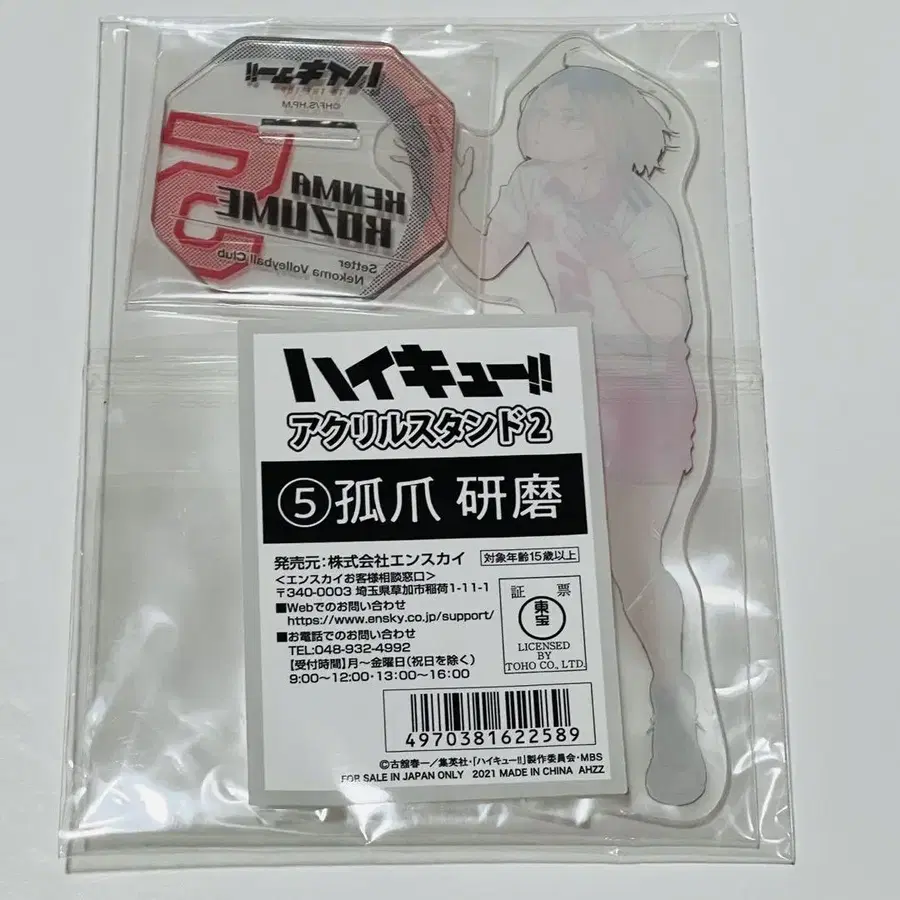 ハイキュー!!
©HF/S,HP,M
5
KENMA
KOZUME
Setter
Nekoma Volleyball Club
ハイキュー!!
アクリルスタンド2
⑤孤爪 研磨
発売元:株式会社エンスカイ
対象年齢15歳以上
<エンスカイお客様相談窓口>
〒340-0003 埼玉県草加市稲荷1-11-1
■Webでのお問い合わせ
https://www.ensky.co.jp/support/
■お電話でのお問い合わせ
TEL:048-932-4992
【受付時間】月～金曜日(祝日を除く)
9:00～12:00・13:00～16:00
証 票
東宝
LICENSED
BY
TOHO CO., LTD.
4970381622589
©古舘春一／集英社・「ハイキュー!!」製作委員会・MBS
FOR SALE IN JAPAN ONLY 2021 MADE IN CHINA AHZZ